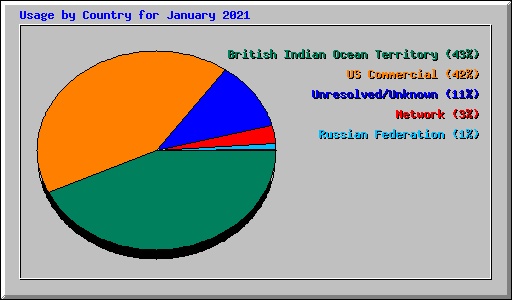 Usage by Country for January 2021
British Indian Ocean Territory (43%)
US Commercial (42%)
Unresolved/Unknown (11%)
Network (3%)
Russian Federation (1%)